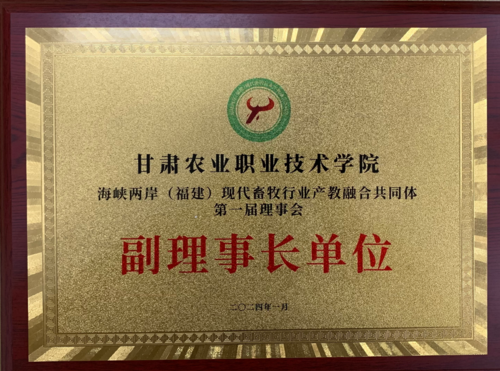 甘肃农业职业技术学院
海峡两岸（福建）现代畜牧行业产教融合共同体
第一届理事会
副理事长单位
二〇二四年一月